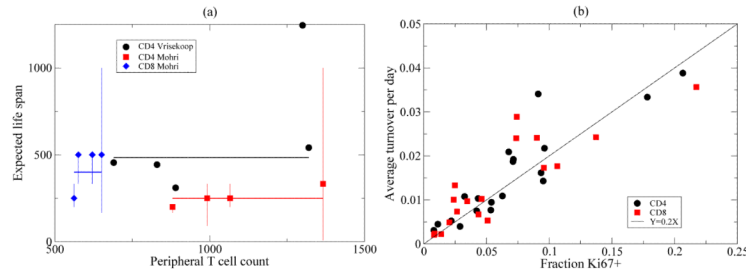 (a)
CD4 Vrisekoop
CD4 Mohri
CD8 Mohri
1000
500
0
Expected life span
500
1000
1500
Peripheral T cell count
(b)
0.05
0.04
0.03
0.02
0.01
0
Average turnover per day
CD4
CD8
Y=0.2X
0
0.05
0.1
0.15
0.2
0.25
Fraction Ki67+